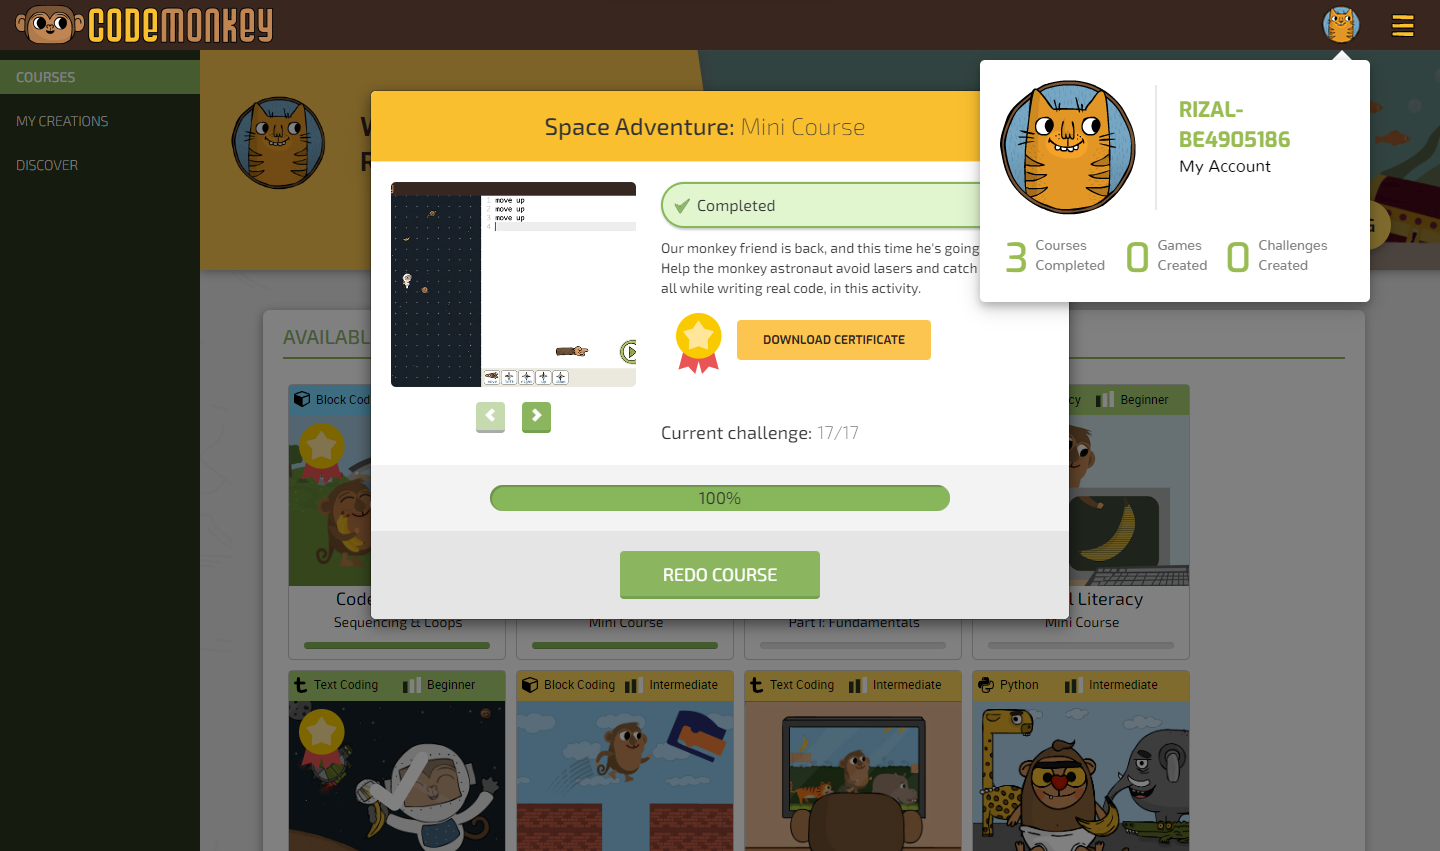 CODEMONKEY
COURSES
MY CREATIONS
DISCOVER
RIZAL-
BE4905186
My Account
3 Courses Completed
0 Games Created
0 Challenges Created
Space Adventure: Mini Course
1 move up
2 move up
3 move up
4
Completed
Our monkey friend is back, and this time he's going
Help the monkey astronaut avoid lasers and catch
all while writing real code, in this activity.
DOWNLOAD CERTIFICATE
Current challenge: 17/17
100%
REDO COURSE
Block Cod
Beginner
Code
Sequencing & Loops
Mini Course
Part 1: Fundamentals
Literacy
Mini Course
Text Coding Beginner
Block Coding Intermediate
Text Coding Intermediate
Python Intermediate